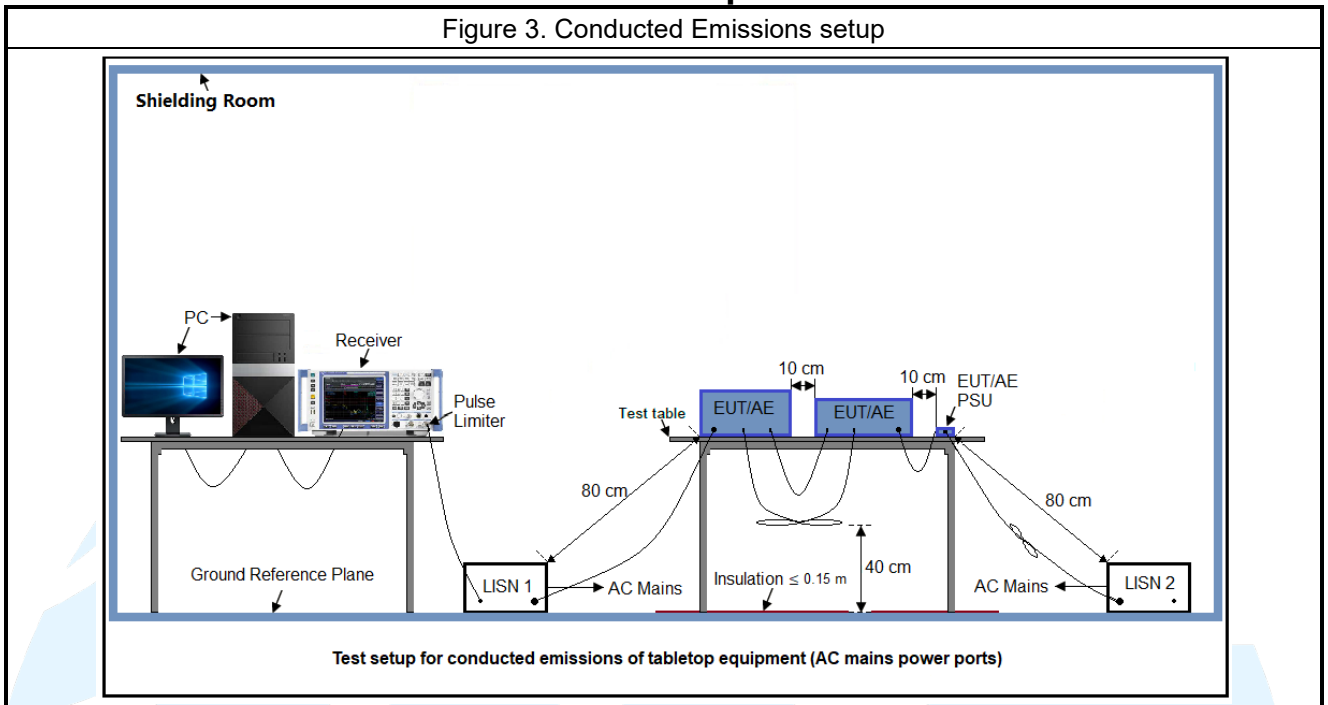 Figure 3. Conducted Emissions setup
Shielding Room
PC
Receiver
Pulse
Limiter
10 cm
10 cm
EUT/AE
PSU
Test table
EUT/AE
EUT/AE
80 cm
80 cm
40 cm
Ground Reference Plane
LISN 1
AC Mains
Insulation ≤ 0.15 m
AC Mains
LISN 2
Test setup for conducted emissions of tabletop equipment (AC mains power ports)